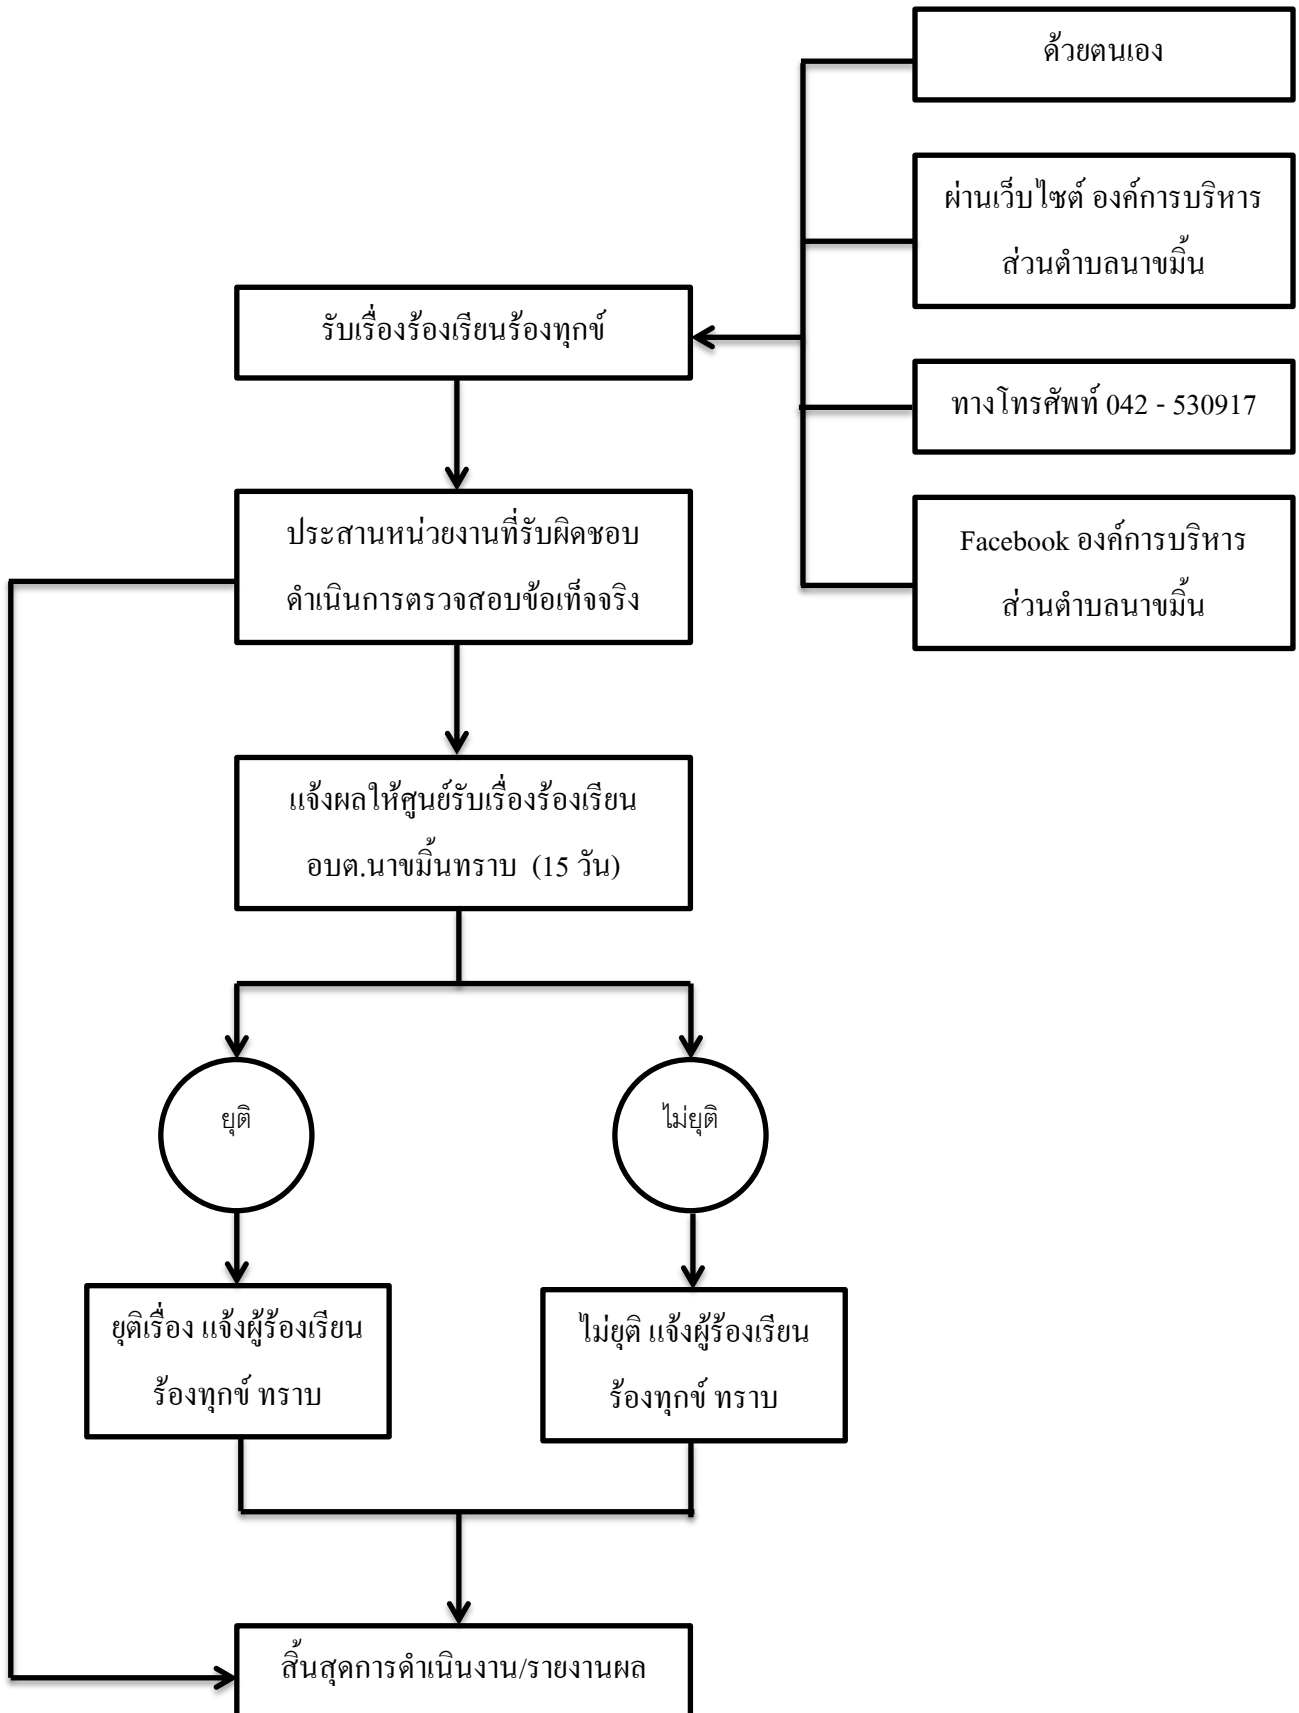 ด้วยตนเอง
ผ่านเว็บไซต์ องค์การบริหาร
ส่วนตำบลนาขมิ้น
รับเรื่องร้องเรียนร้องทุกข์
ทางโทรศัพท์ 042 - 530917
ประสานหน่วยงานที่รับผิดชอบ
ดำเนินการตรวจสอบข้อเท็จจริง
Facebook องค์การบริหาร
ส่วนตำบลนาขมิ้น
แจ้งผลให้ศูนย์รับเรื่องร้องเรียน
อบต.นาขมิ้นทราบ (15 วัน)
ยุติ
ไม่ยุติ
ยุติเรื่อง แจ้งผู้ร้องเรียน
ร้องทุกข์ ทราบ
ไม่ยุติ แจ้งผู้ร้องเรียน
ร้องทุกข์ ทราบ
สิ้นสุดการดำเนินงาน/รายงานผล